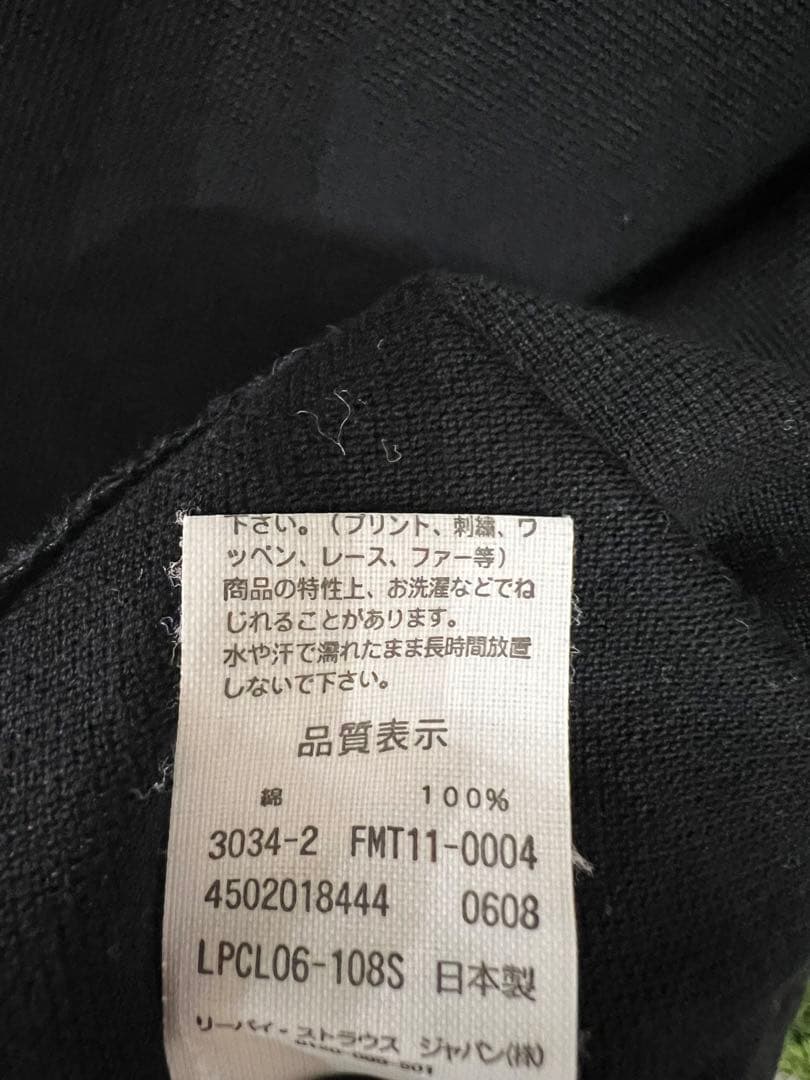 下さい。(プリント、刺繍、ワ
ッペン、レース、ファー等)
商品の特性上、お洗濯などでね
じれることがあります。
水や汗で濡れたまま長時間放置
しないで下さい。
品質表示
綿 100%
3034-2 FMT11-0004
4502018444 0608
LPCL06-108S 日本製
リーバイ・ストラウス ジャパン(株)